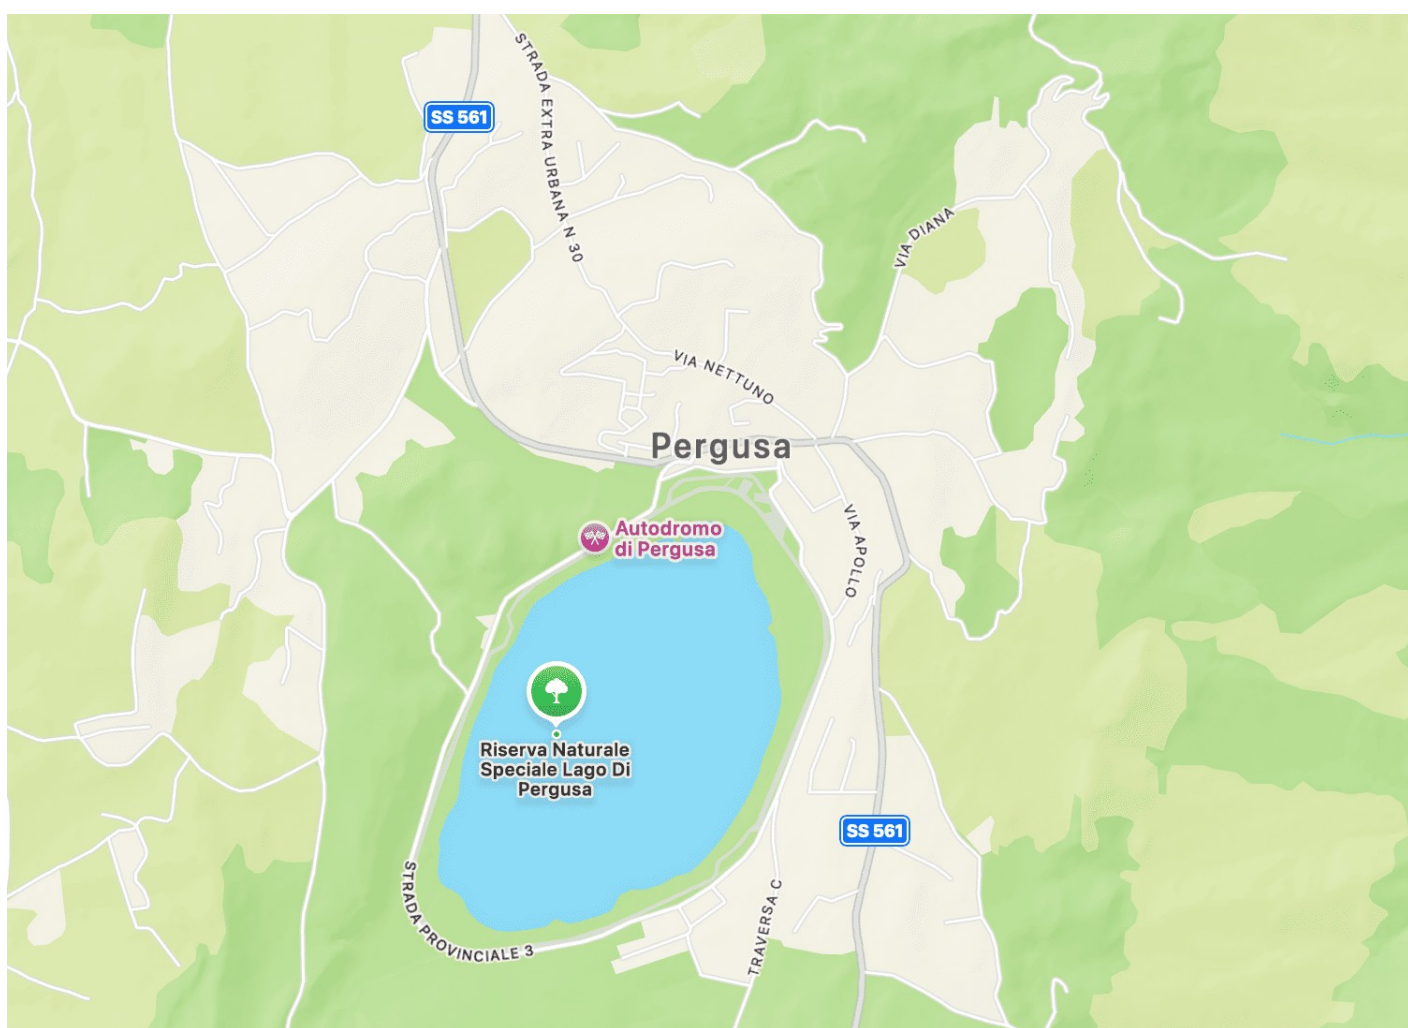 STRADA EXTRA URBANA N 30
SS 561
VIA DIANA
VIA NETTUNO
Pergusa
Autodromo
di Pergusa
VIA APOLLO
Riserva Naturale
Speciale Lago Di
Pergusa
SS 561
STRADA PROVINCIALE 3
TRAVERSA C